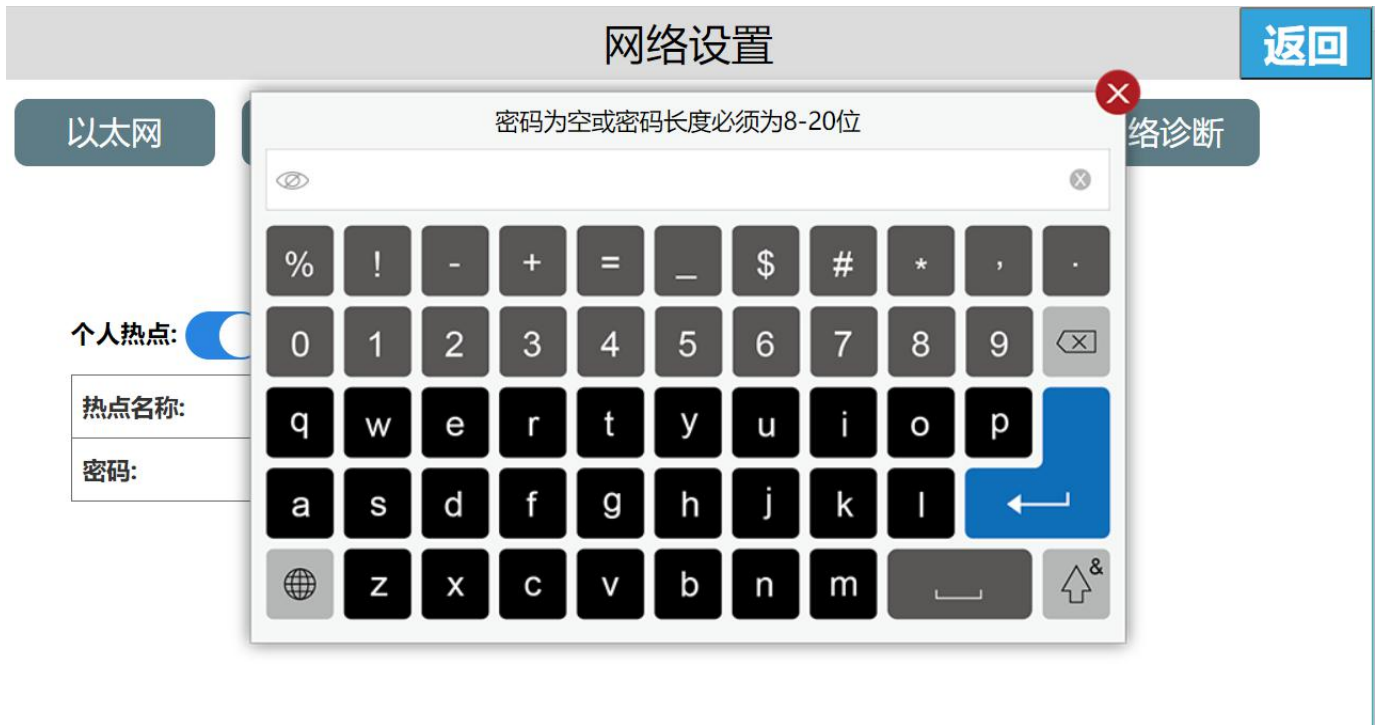 网络设置
返回
以太网
络诊断
密码为空或密码长度必须为8-20位
% ! - + = _ $ # * , .
个人热点:
0 1 2 3 4 5 6 7 8 9
热点名称:
q w e r t y u i o p
密码:
a s d f g h j k l
z x c v b n m &